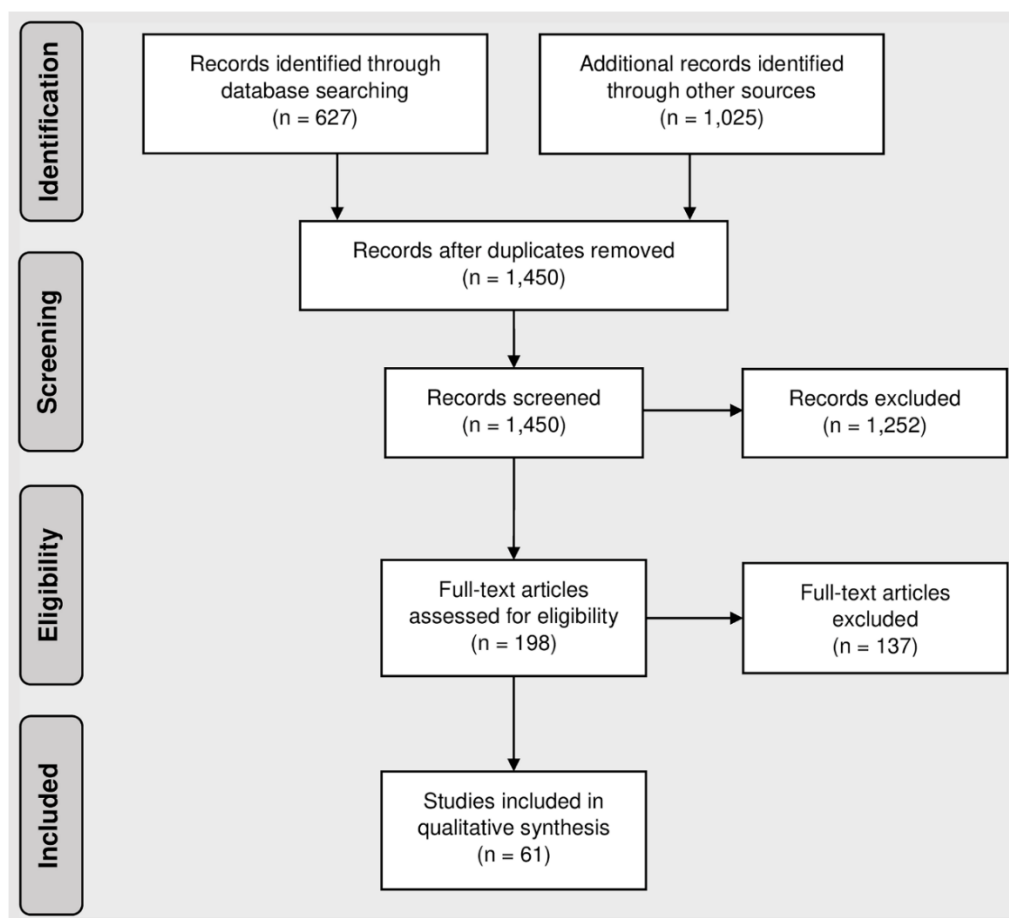 Identification
Records identified through
database searching
(n = 627)
Additional records identified
through other sources
(n = 1,025)
Records after duplicates removed
(n = 1,450)
Screening
Records screened
(n = 1,450)
Records excluded
(n = 1,252)
Eligibility
Full-text articles
assessed for eligibility
(n = 198)
Full-text articles
excluded
(n = 137)
Included
Studies included in
qualitative synthesis
(n = 61)